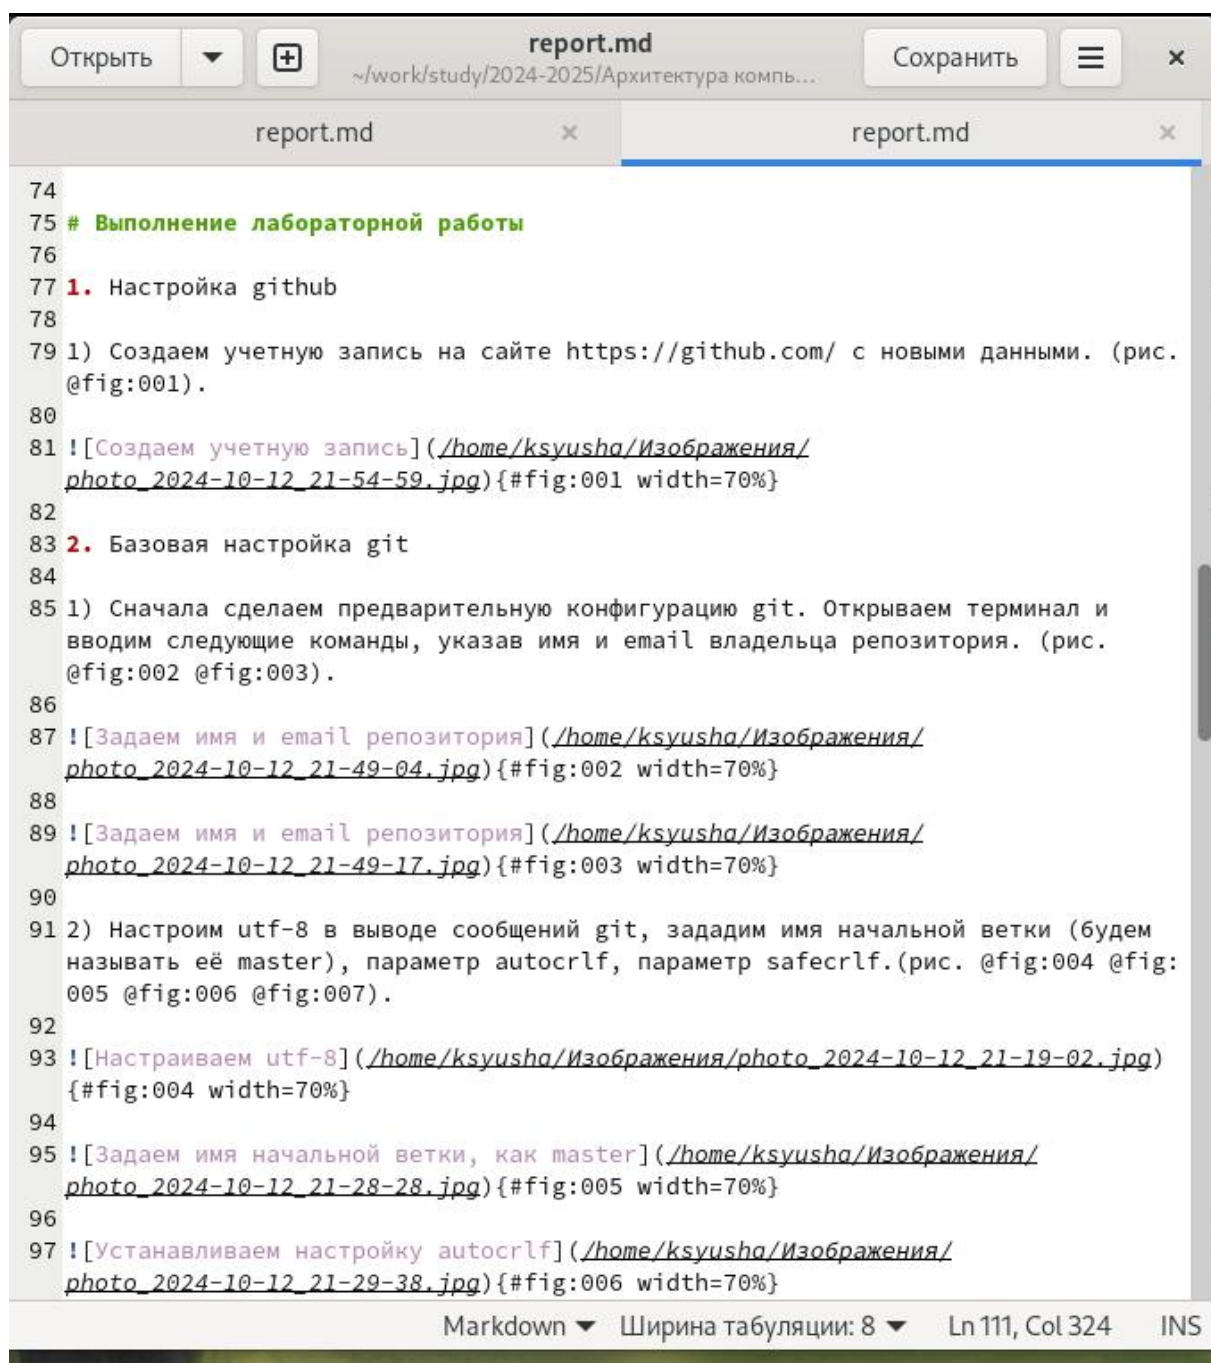 Открыть
report.md
~/work/study/2024-2025/Архитектура компь...
Сохранить
report.md
report.md
74
75 # Выполнение лабораторной работы
76
77 1. Настройка github
78
79 1) Создаем учетную запись на сайте https://github.com/ с новыми данными. (рис.
@fig:001).
80
81 ![Создаем учетную запись](/home/ksyusha/Изображения/
photo_2024-10-12_21-54-59.jpg){#fig:001 width=70%}
82
83 2. Базовая настройка git
84
85 1) Сначала сделаем предварительную конфигурацию git. Открываем терминал и
вводим следующие команды, указав имя и email владельца репозитория. (рис.
@fig:002 @fig:003).
86
87 ![Задаем имя и email репозитория](/home/ksyusha/Изображения/
photo_2024-10-12_21-49-04.jpg){#fig:002 width=70%}
88
89 ![Задаем имя и email репозитория](/home/ksyusha/Изображения/
photo_2024-10-12_21-49-17.jpg){#fig:003 width=70%}
90
91 2) Настроим utf-8 в выводе сообщений git, зададим имя начальной ветки (будем
называть её master), параметр autocrlf, параметр safecrlf.(рис. @fig:004 @fig:
005 @fig:006 @fig:007).
92
93 ![Настраиваем utf-8](/home/ksyusha/Изображения/photo_2024-10-12_21-19-02.jpg)
{#fig:004 width=70%}
94
95 ![Задаем имя начальной ветки, как master](/home/ksyusha/Изображения/
photo_2024-10-12_21-28-28.jpg){#fig:005 width=70%}
96
97 ![Устанавливаем настройку autocrlf](/home/ksyusha/Изображения/
photo_2024-10-12_21-29-38.jpg){#fig:006 width=70%}
Markdown Ширина табуляции: 8 Ln 111, Col 324 INS